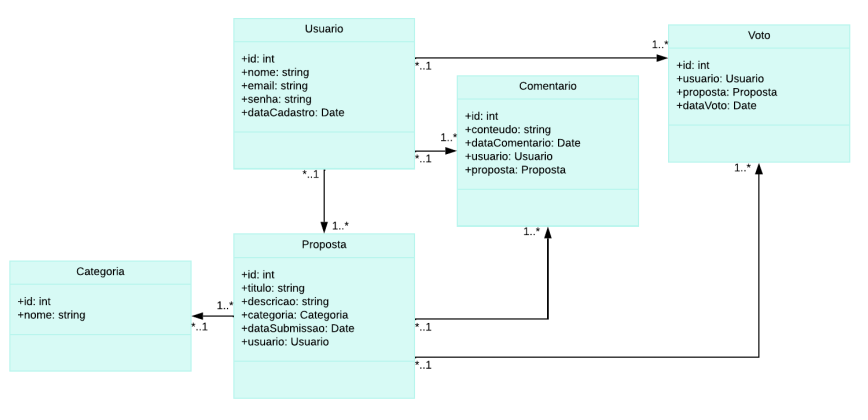 Usuario
+id: int
+nome: string
+email: string
+senha: string
+dataCadastro: Date
Voto
+id: int
+usuario: Usuario
+proposta: Proposta
+dataVoto: Date
1..*
*..1
Comentario
+id: int
+conteudo: string
+dataComentario: Date
+usuario: Usuario
+proposta: Proposta
1..*
*..1
*..1
1..*
1..*
1..*
Proposta
+id: int
+titulo: string
+descricao: string
+categoria: Categoria
+dataSubmissao: Date
+usuario: Usuario
Categoria
+id: int
+nome: string
1..*
*..1
*..1
*..1